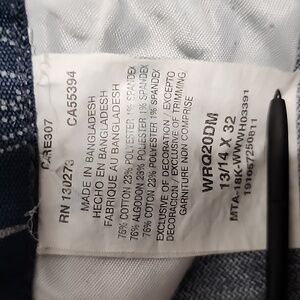 RN 130273 CA55394
MADE IN BANGLADESH
HECHO EN BANGLADESH
FABRIQUE AU BANGLADESH
76% COTTON 23% POLYESTER 1% SPANDEX
76% ALGODON 23% POLIESTER 1% SPANDEX
76% COTON 23% POLYESTER 1% SPANDEX
EXCLUSIVE OF DECORATION / EXCEPTO
DECORACION / EXCLUSIVE OF TRIMMING
GARNITURE NON COMPRISE
WRQ20DM
13/14 X 32